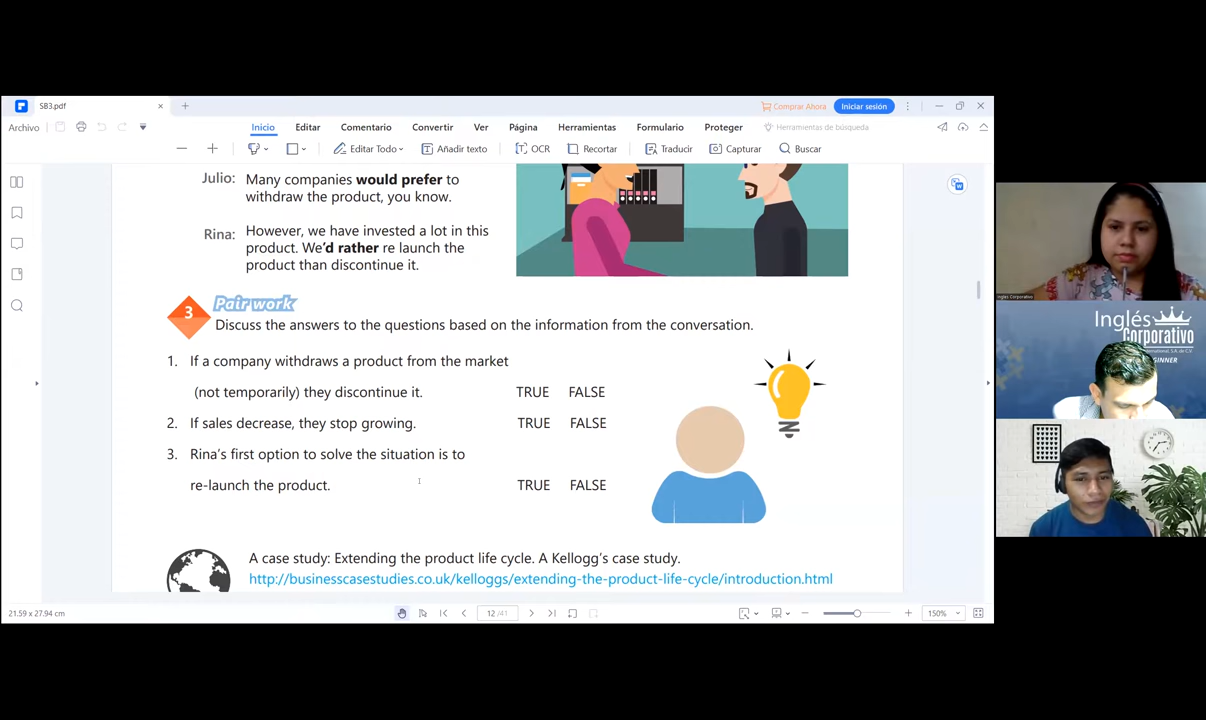 SB3.pdf
Comprar Ahora
Iniciar sesión
Archivo
Inicio
Editar
Comentario
Convertir
Ver
Página
Herramientas
Formulario
Proteger
Herramientas de búsqueda
Editar Todo
Añadir texto
OCR
Recortar
Traducir
Capturar
Buscar
Julio: Many companies would prefer to
withdraw the product, you know.
Rina: However, we have invested a lot in this
product. We'd rather re launch the
product than discontinue it.
3 Pair work
Discuss the answers to the questions based on the information from the conversation.
1. If a company withdraws a product from the market
(not temporarily) they discontinue it. TRUE FALSE
2. If sales decrease, they stop growing. TRUE FALSE
3. Rina's first option to solve the situation is to
re-launch the product. TRUE FALSE
A case study: Extending the product life cycle. A Kellogg's case study.
http://businesscasestudies.co.uk/kelloggs/extending-the-product-life-cycle/introduction.html
21.59 x 27.94 cm
12 /41
150%
Ingles Corporativo
Inglés
Corporativo
International, S.A. de C.V.
GINNER